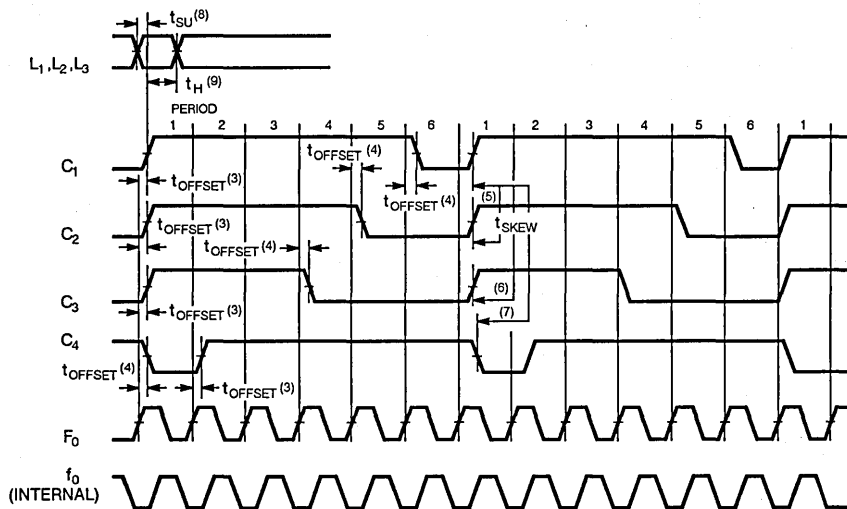 tSU(8)
L1, L2, L3
tH(9)
PERIOD
1 2 3 4 5 6 1 2 3 4 5 6 1
C1
tOFFSET(4)
tOFFSET(3)
tOFFSET(4)
(5)
C2
tOFFSET(3)
tSKEW
tOFFSET(4)
C3
(6)
tOFFSET(3)
(7)
C4
tOFFSET(4)
tOFFSET(3)
F0
f0
(INTERNAL)